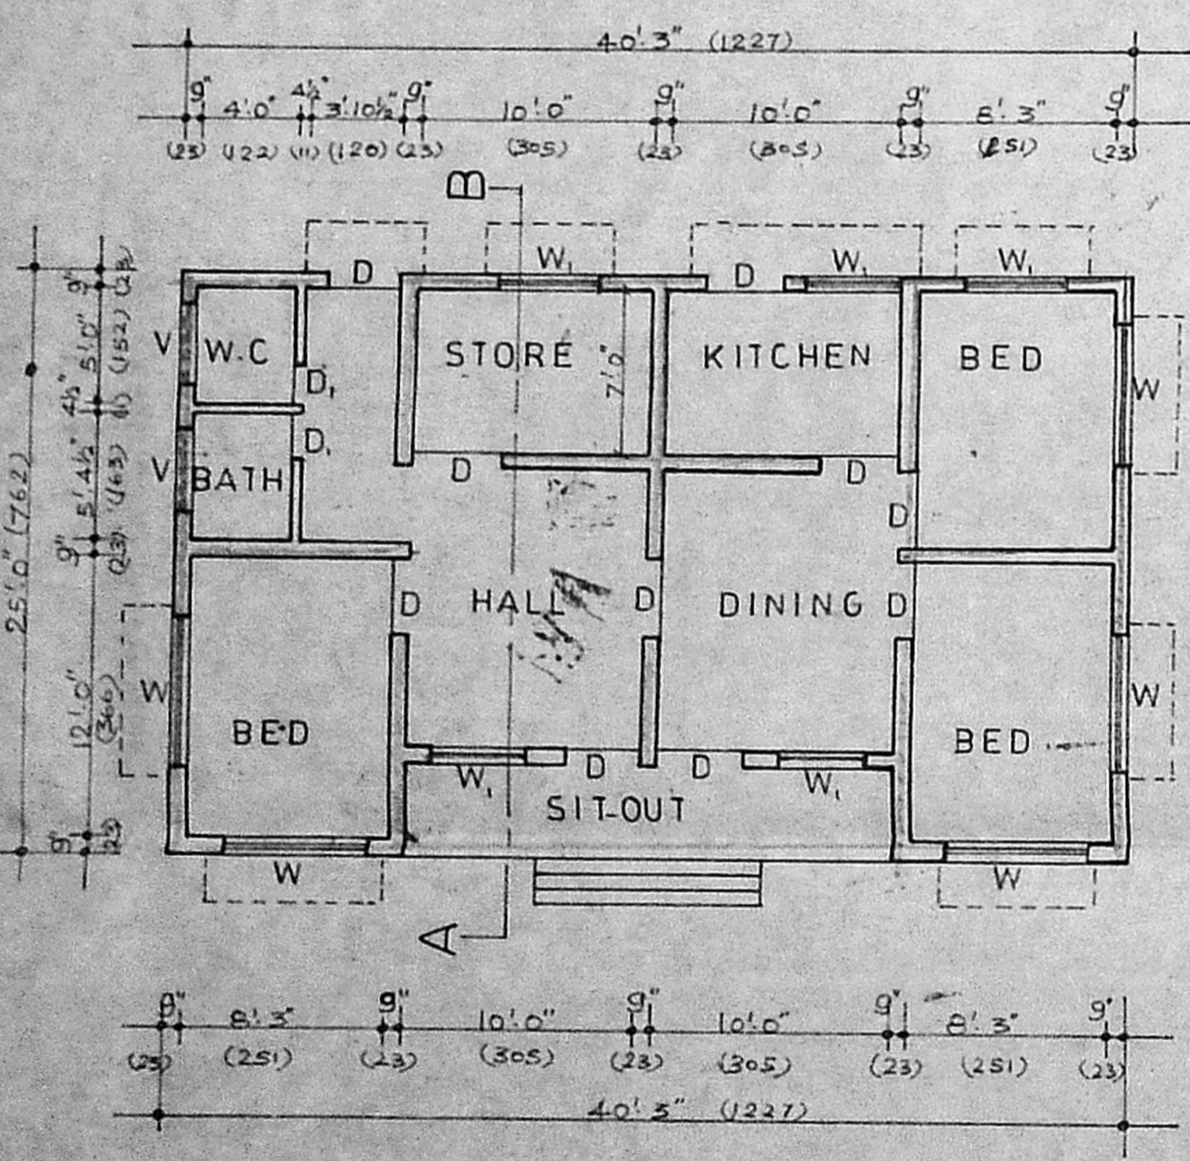 40'.3" (1227)
9" 4'.0" 4½" 3'.10½" 9" 10'.0" 9" 10'.0" 9" 8'.3" 9"
(23) (122) (11) (120) (23) (305) (23) (305) (23) (251) (23)
B
D W₁ D W₁ W₁
9" (23)
5'.0" (152)
4½" (11)
5'.4½" (163)
9" (23)
12'.0" (366)
9" (23)
25'.0" (762)
V W.C D₁ STORE 7'.0" KITCHEN BED W
V BATH D₁ D D D
D HALL D DINING D
W BED BED W
W₁ D D W₁
SIT-OUT
W W
A
9" 8'.3" 9" 10'.0" 9" 10'.0" 9" 8'.3" 9"
(23) (251) (23) (305) (23) (305) (23) (251) (23)
40'.3" (1227)